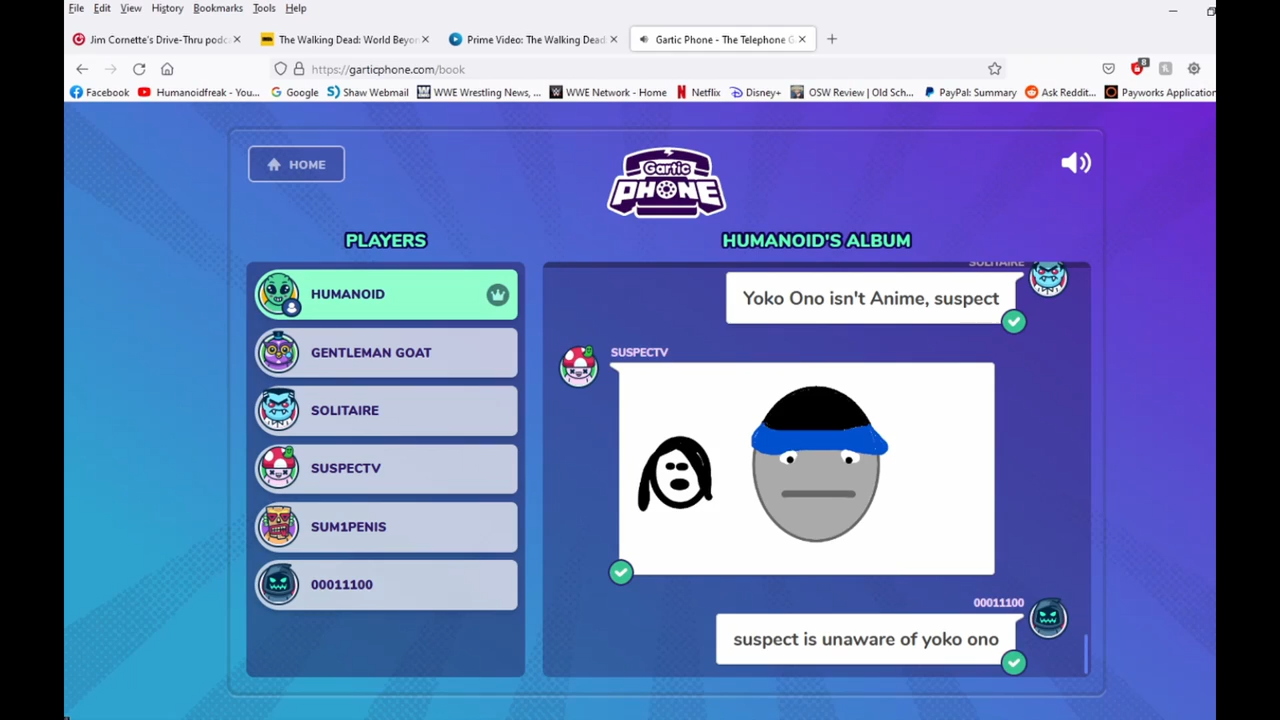 File Edit View History Bookmarks Tools Help
Jim Cornette's Drive-Thru podc
The Walking Dead: World Beyon
Prime Video: The Walking Dead
Gartic Phone - The Telephone G
https://garticphone.com/book
8
Facebook
Humanoidfreak - You...
Google
Shaw Webmail
WWE Wrestling News, ...
WWE Network - Home
Netflix
Disney+
OSW Review | Old Sch...
PayPal: Summary
Ask Reddit...
Payworks Application
HOME
Gartic
PHONE
PLAYERS
HUMANOID'S ALBUM
HUMANOID
GENTLEMAN GOAT
SOLITAIRE
SUSPECTV
SUM1PENIS
00011100
SOLITAIRE
Yoko Ono isn't Anime, suspect
SUSPECTV
00011100
suspect is unaware of yoko ono